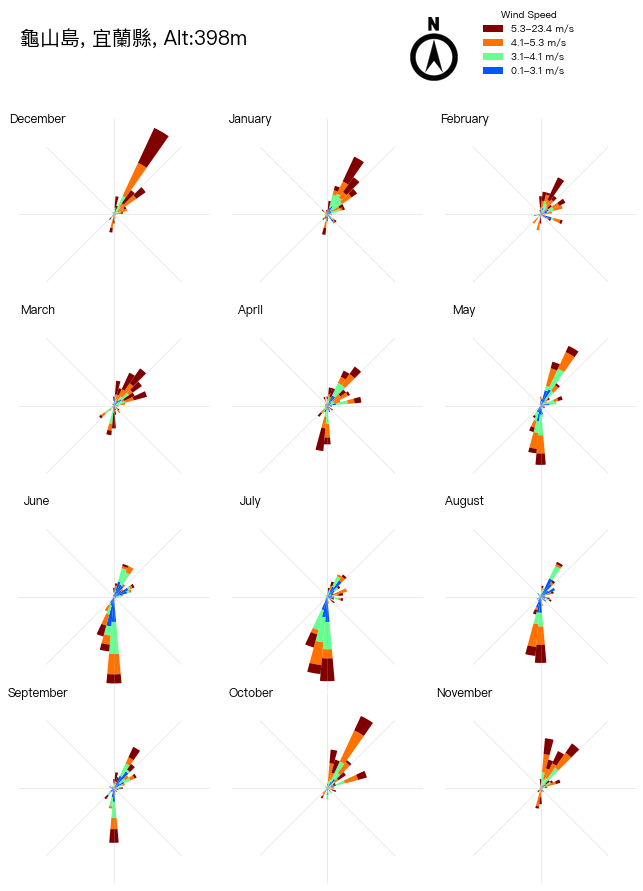 龜山島, 宜蘭縣, Alt:398m
N
Wind Speed
5.3–23.4 m/s
4.1–5.3 m/s
3.1–4.1 m/s
0.1–3.1 m/s
December
January
February
March
April
May
June
July
August
September
October
November